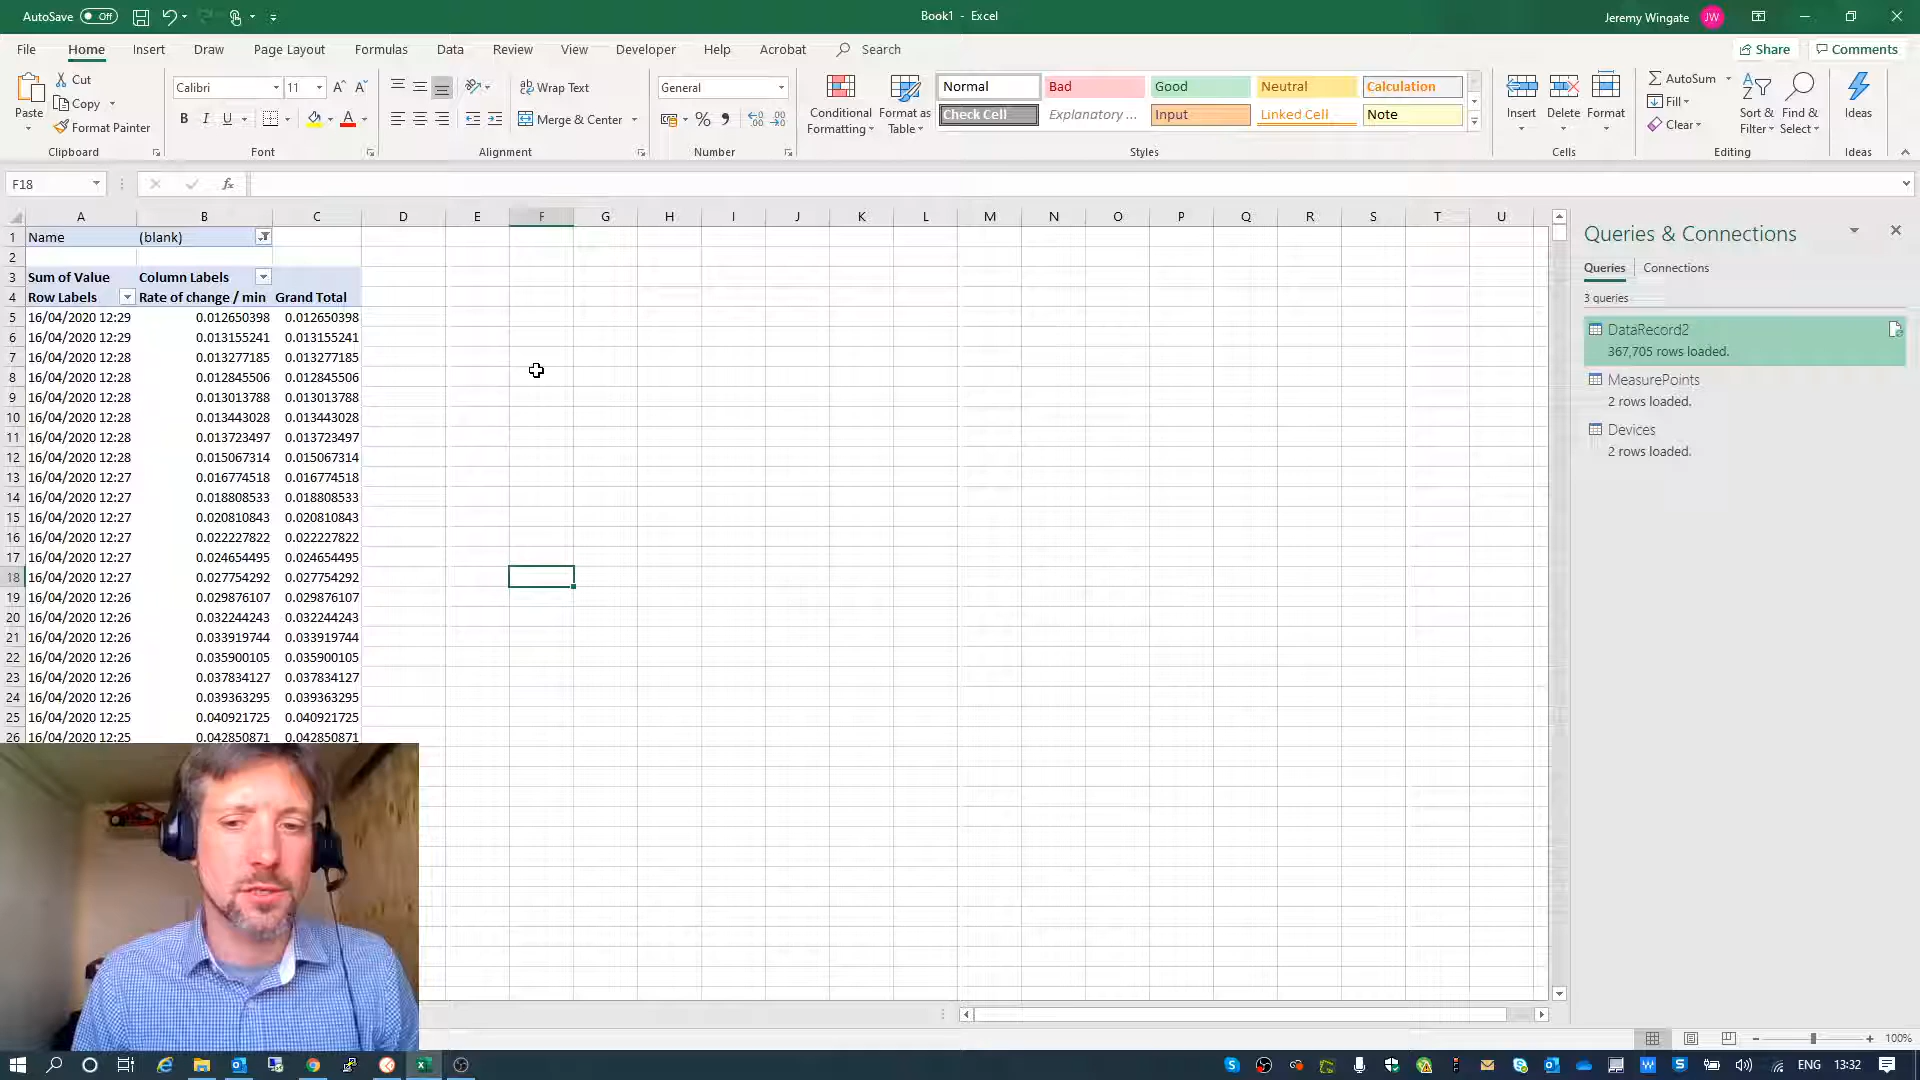 AutoSave Off
Book1 - Excel
Jeremy Wingate JW
File Home Insert Draw Page Layout Formulas Data Review View Developer Help Acrobat Search
Share Comments
Paste
Cut
Copy
Format Painter
Clipboard
Calibri 11
B I U
Font
Wrap Text
Merge & Center
Alignment
General
Number
Conditional Formatting
Format as Table
Normal Bad Good Neutral Calculation
Check Cell Explanatory ... Input Linked Cell Note
Styles
Insert Delete Format
Cells
AutoSum
Fill
Clear
Sort & Filter
Find & Select
Editing
Ideas
Ideas
F18 fx
A B C D E F G H I J K L M N O P Q R S T U
1 Name (blank)
2
3 Sum of Value Column Labels
4 Row Labels Rate of change / min Grand Total
5 16/04/2020 12:29 0.012650398 0.012650398
6 16/04/2020 12:29 0.013155241 0.013155241
7 16/04/2020 12:28 0.013277185 0.013277185
8 16/04/2020 12:28 0.012845506 0.012845506
9 16/04/2020 12:28 0.013013788 0.013013788
10 16/04/2020 12:28 0.013443028 0.013443028
11 16/04/2020 12:28 0.013723497 0.013723497
12 16/04/2020 12:28 0.015067314 0.015067314
13 16/04/2020 12:27 0.016774518 0.016774518
14 16/04/2020 12:27 0.018808533 0.018808533
15 16/04/2020 12:27 0.020810843 0.020810843
16 16/04/2020 12:27 0.022227822 0.022227822
17 16/04/2020 12:27 0.024654495 0.024654495
18 16/04/2020 12:27 0.027754292 0.027754292
19 16/04/2020 12:26 0.029876107 0.029876107
20 16/04/2020 12:26 0.032244243 0.032244243
21 16/04/2020 12:26 0.033919744 0.033919744
22 16/04/2020 12:26 0.035900105 0.035900105
23 16/04/2020 12:26 0.037834127 0.037834127
24 16/04/2020 12:26 0.039363295 0.039363295
25 16/04/2020 12:25 0.040921725 0.040921725
26 16/04/2020 12:25 0.042850871 0.042850871
Queries & Connections
Queries Connections
3 queries
DataRecord2
367,705 rows loaded.
MeasurePoints
2 rows loaded.
Devices
2 rows loaded.
100%
ENG 13:32